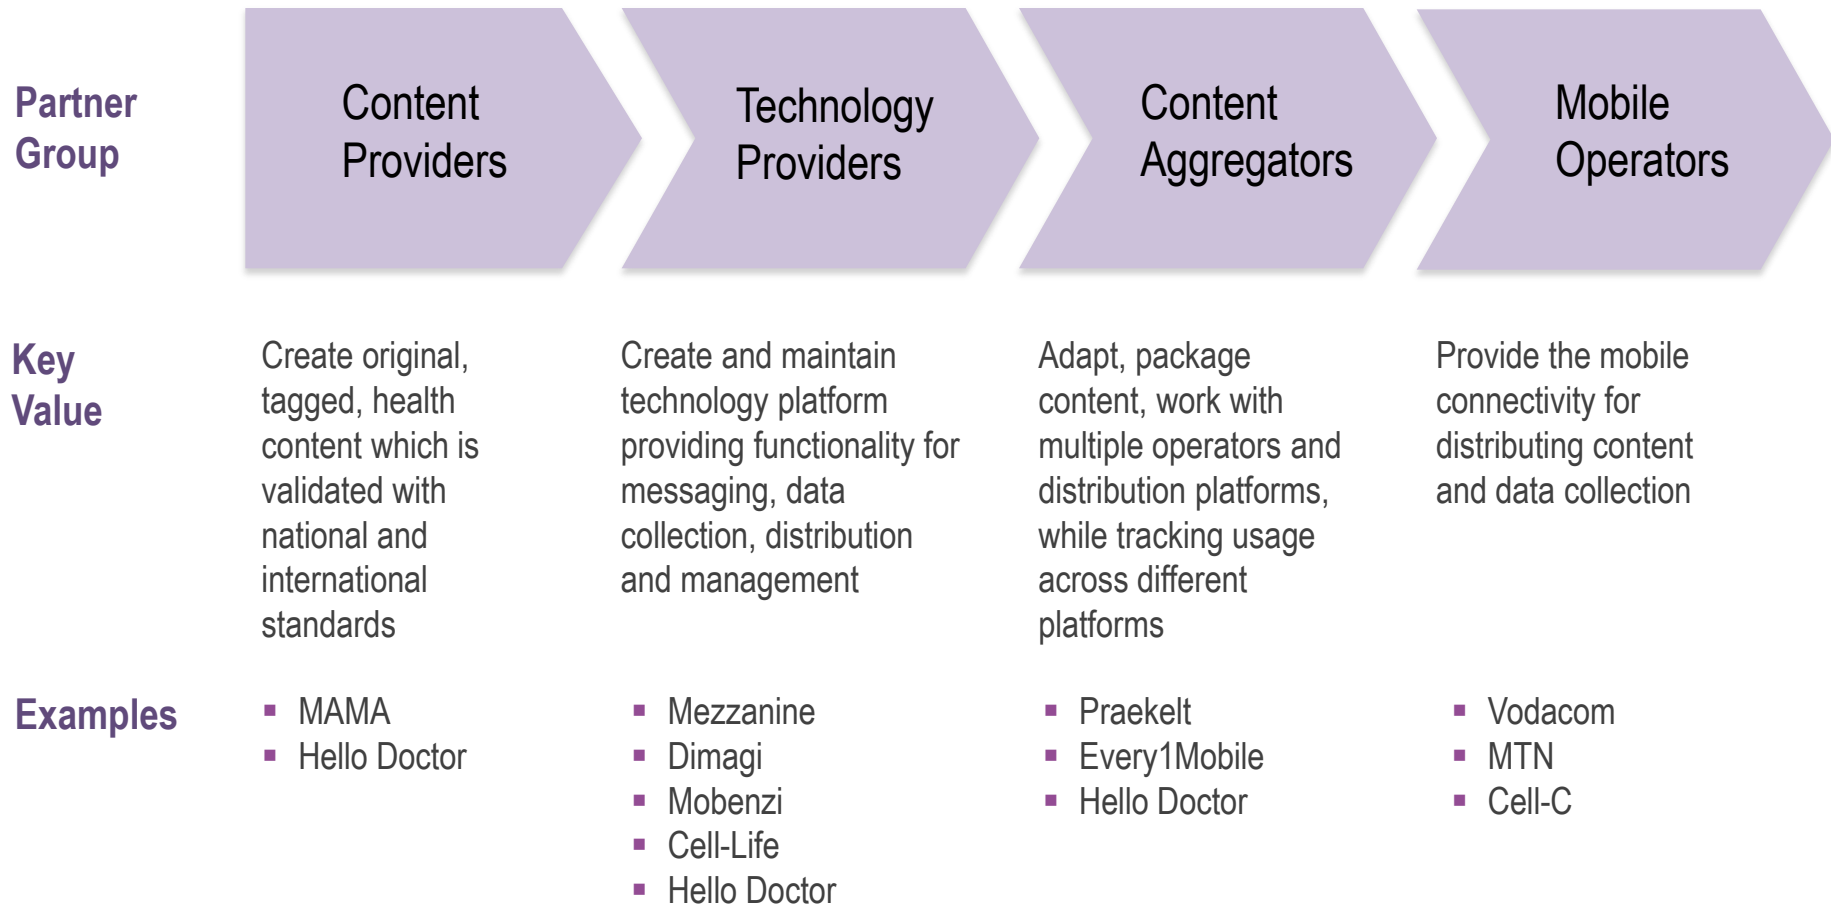 Partner
Group
Content
Providers
Technology
Providers
Content
Aggregators
Mobile
Operators
Key
Value
Create original,
tagged, health
content which is
validated with
national and
international
standards
Create and maintain
technology platform
providing functionality for
messaging, data
collection, distribution
and management
Adapt, package
content, work with
multiple operators and
distribution platforms,
while tracking usage
across different
platforms
Provide the mobile
connectivity for
distributing content
and data collection
Examples
▪ MAMA
▪ Hello Doctor
▪ Mezzanine
▪ Dimagi
▪ Mobenzi
▪ Cell-Life
▪ Hello Doctor
▪ Praekelt
▪ Every1Mobile
▪ Hello Doctor
▪ Vodacom
▪ MTN
▪ Cell-C